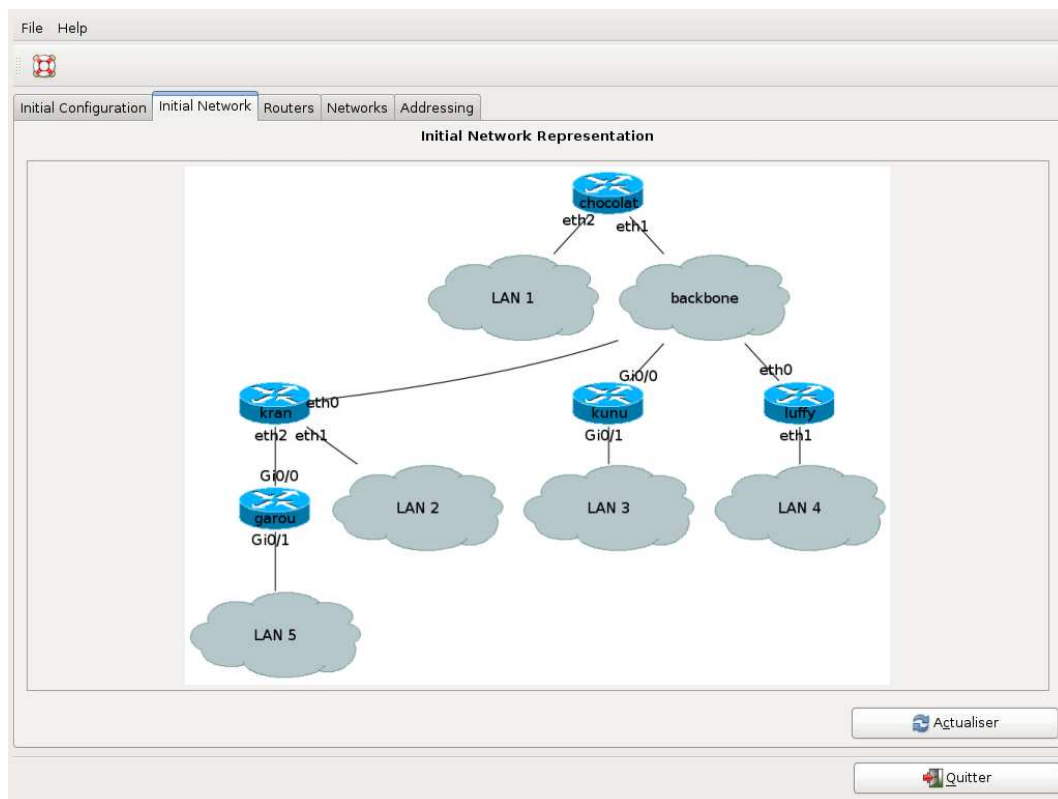 File Help
Initial Configuration Initial Network Routers Networks Addressing
Initial Network Representation
chocolat
eth2 eth1
LAN 1 backbone
eth0 Gi0/0 eth0
kran kunu luffy
eth2 eth1 Gi0/1 eth1
Gi0/0
garou LAN 2 LAN 3 LAN 4
Gi0/1
LAN 5
Actualiser
Quitter